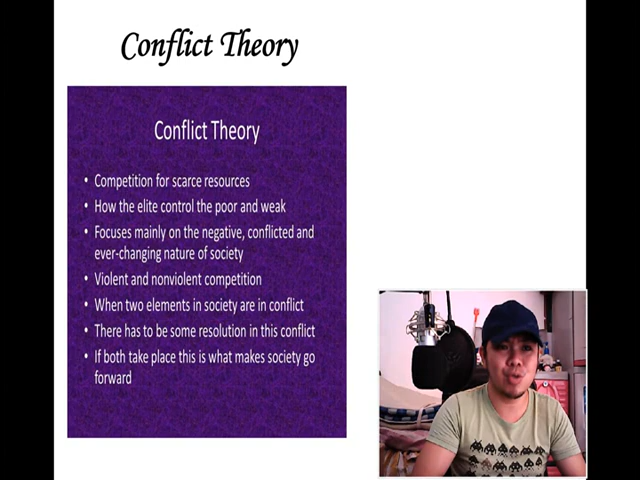 Conflict Theory
Conflict Theory
• Competition for scarce resources
• How the elite control the poor and weak
• Focuses mainly on the negative, conflicted and
ever-changing nature of society
• Violent and nonviolent competition
• When two elements in society are in conflict
• There has to be some resolution in this conflict
• If both take place this is what makes society go
forward